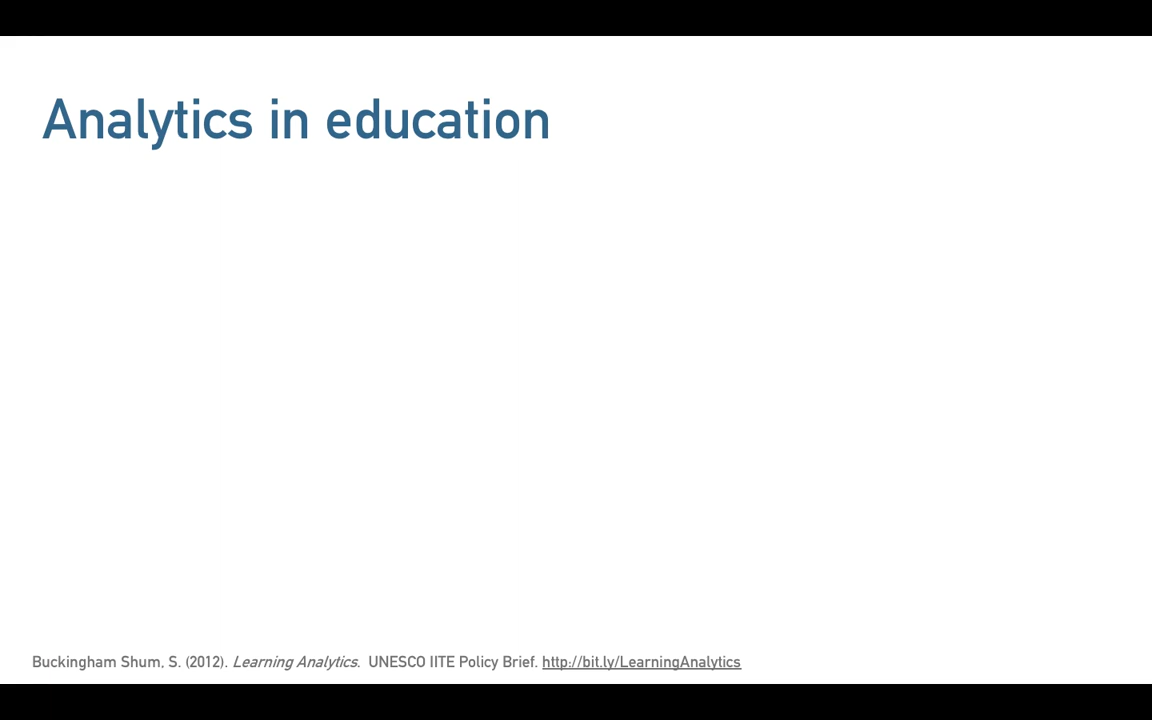 Analytics in education
Buckingham Shum, S. (2012). Learning Analytics. UNESCO IITE Policy Brief. http://bit.ly/LearningAnalytics